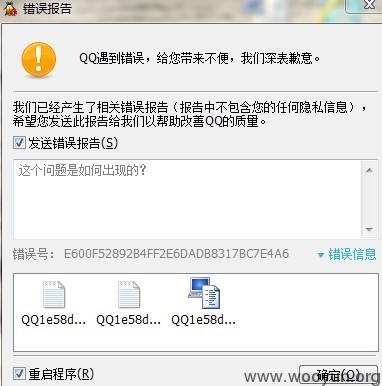 错误报告
QQ遇到错误，给您带来不便，我们深表歉意。
我们已经产生了相关错误报告（报告中不包含您的任何隐私信息），
希望您发送此报告给我们以帮助改善QQ的质量。
发送错误报告(S)
这个问题是如何出现的？
错误号： E600F52892B4FF2E6DADB8317BC7E4A6 错误信息
QQ1e58d... QQ1e58d... QQ1e58d...
重启程序(R) 确定(O)
www.wooyun.org